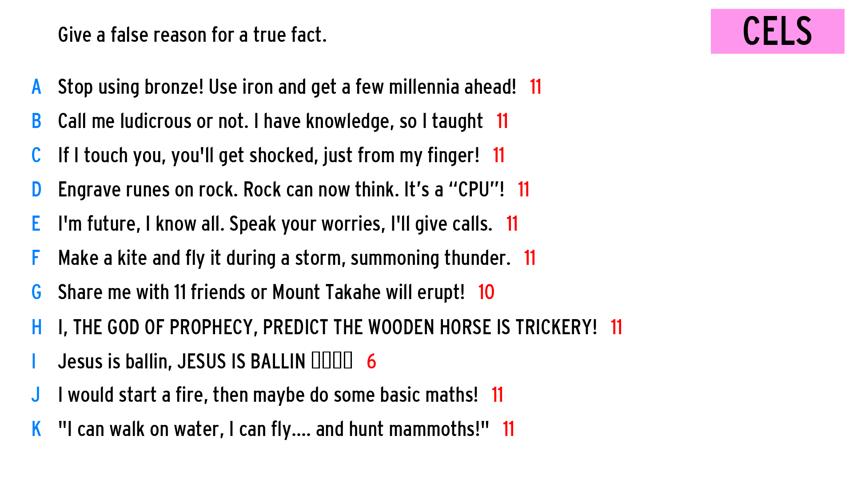 Give a false reason for a true fact.
CELS
A Stop using bronze! Use iron and get a few millennia ahead! 11
B Call me ludicrous or not. I have knowledge, so I taught 11
C If I touch you, you'll get shocked, just from my finger! 11
D Engrave runes on rock. Rock can now think. It’s a “CPU”! 11
E I'm future, I know all. Speak your worries, I'll give calls. 11
F Make a kite and fly it during a storm, summoning thunder. 11
G Share me with 11 friends or Mount Takahe will erupt! 10
H I, THE GOD OF PROPHECY, PREDICT THE WOODEN HORSE IS TRICKERY! 11
I Jesus is ballin, JESUS IS BALLIN 6
J I would start a fire, then maybe do some basic maths! 11
K "I can walk on water, I can fly.... and hunt mammoths!" 11